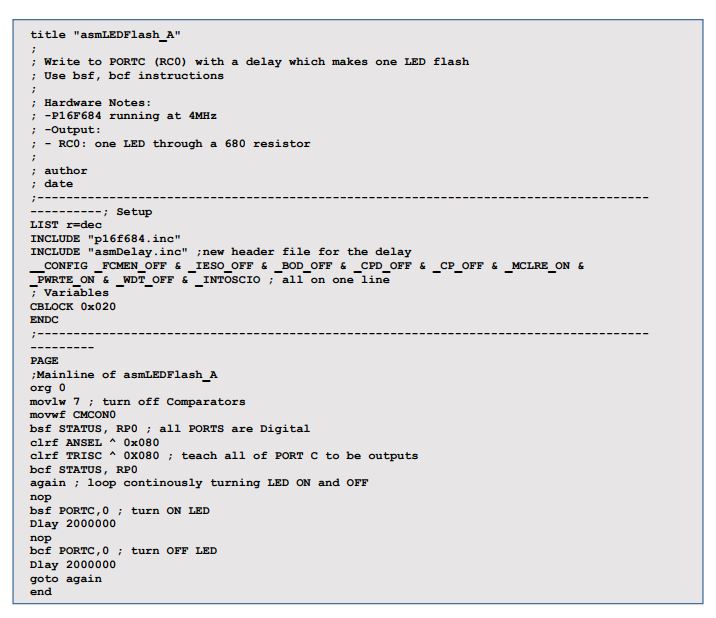 title "asmLEDFlash_A"
;
; Write to PORTC (RC0) with a delay which makes one LED flash
; Use bsf, bcf instructions
;
; Hardware Notes:
; -P16F684 running at 4MHz
; -Output:
; - RC0: one LED through a 680 resistor
;
; author
; date
;--------------------------------------------------------------------------------
----------; Setup
LIST r=dec
INCLUDE "p16f684.inc"
INCLUDE "asmDelay.inc" ;new header file for the delay
__CONFIG _FCMEN_OFF & _IESO_OFF & _BOD_OFF & _CPD_OFF & _CP_OFF & _MCLRE_ON &
_PWRTE_ON & _WDT_OFF & _INTOSCIO ; all on one line
; Variables
CBLOCK 0x020
ENDC
;--------------------------------------------------------------------------------
---------
PAGE
;Mainline of asmLEDFlash_A
org 0
movlw 7 ; turn off Comparators
movwf CMCON0
bsf STATUS, RP0 ; all PORTS are Digital
clrf ANSEL ^ 0x080
clrf TRISC ^ 0X080 ; teach all of PORT C to be outputs
bcf STATUS, RP0
again ; loop continously turning LED ON and OFF
nop
bsf PORTC,0 ; turn ON LED
Dlay 2000000
nop
bcf PORTC,0 ; turn OFF LED
Dlay 2000000
goto again
end